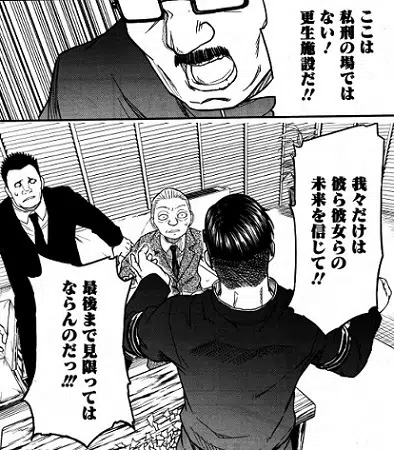 ここは
私刑の場では
ない！
更生施設だ!!
我々だけは
彼ら彼女らの
未来を信じて!!
最後まで見限っては
ならんのだっ!!!